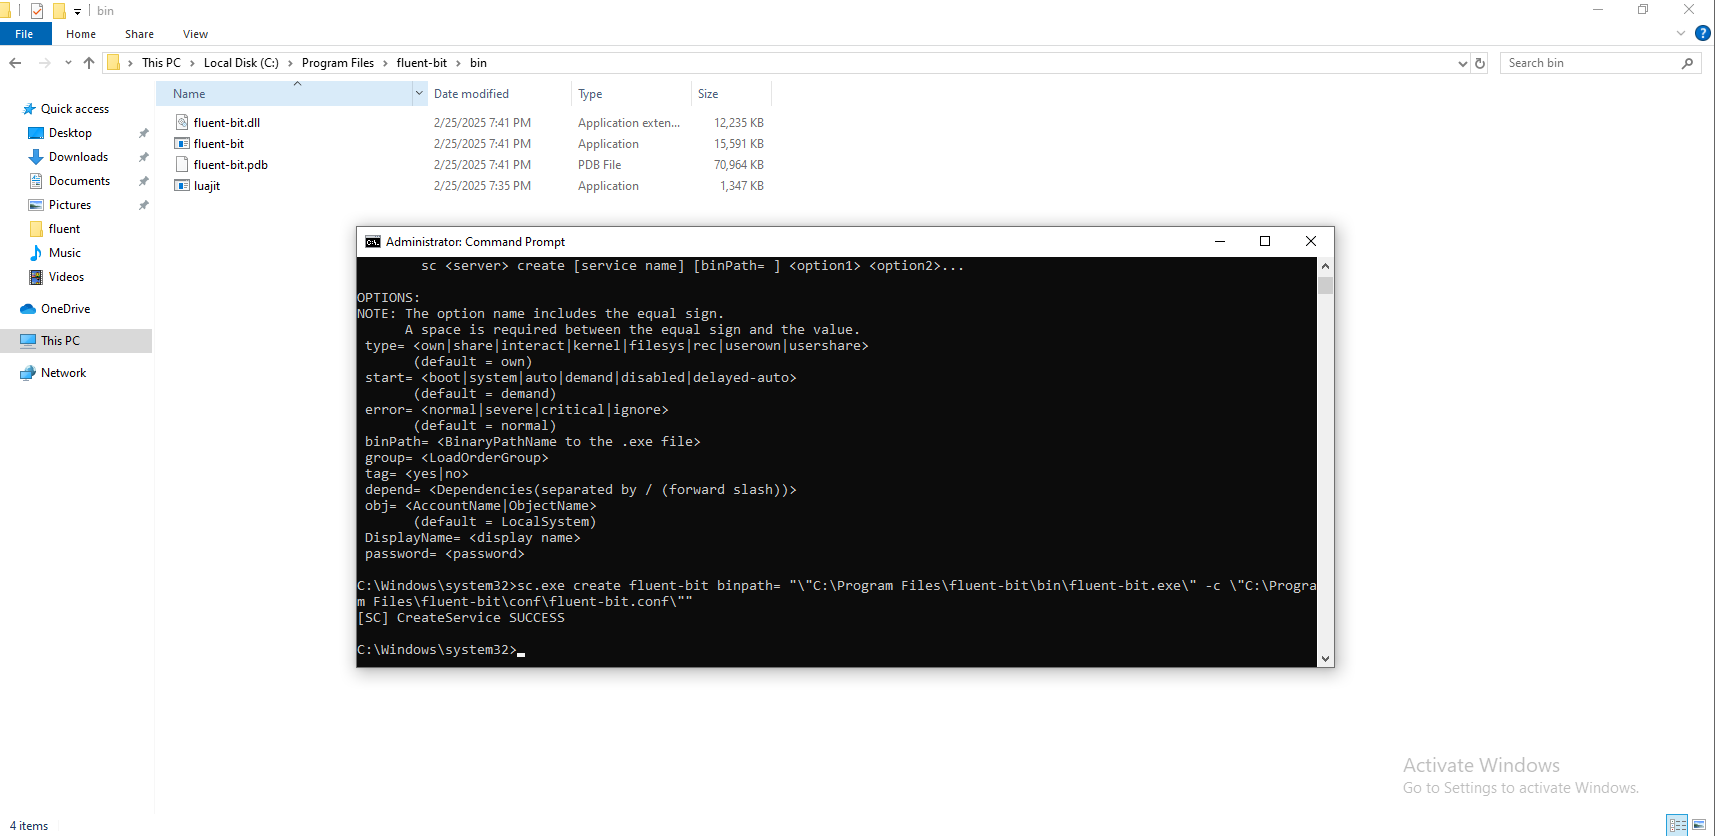 bin
File Home Share View
This PC Local Disk (C:) Program Files fluent-bit bin
Search bin
Name Date modified Type Size
fluent-bit.dll 2/25/2025 7:41 PM Application exten... 12,235 KB
fluent-bit 2/25/2025 7:41 PM Application 15,591 KB
fluent-bit.pdb 2/25/2025 7:41 PM PDB File 70,964 KB
luajit 2/25/2025 7:35 PM Application 1,347 KB
Quick access
Desktop
Downloads
Documents
Pictures
fluent
Music
Videos
OneDrive
This PC
Network
Administrator: Command Prompt
sc <server> create [service name] [binPath= ] <option1> <option2>...
OPTIONS:
NOTE: The option name includes the equal sign.
A space is required between the equal sign and the value.
type= <own|share|interact|kernel|filesys|rec|userown|usershare>
(default = own)
start= <boot|system|auto|demand|disabled|delayed-auto>
(default = demand)
error= <normal|severe|critical|ignore>
(default = normal)
binPath= <BinaryPathName to the .exe file>
group= <LoadOrderGroup>
tag= <yes|no>
depend= <Dependencies(separated by / (forward slash))>
obj= <AccountName|ObjectName>
(default = LocalSystem)
DisplayName= <display name>
password= <password>
C:\Windows\system32>sc.exe create fluent-bit binpath= "\"C:\Program Files\fluent-bit\bin\fluent-bit.exe\" -c \"C:\Progra
m Files\fluent-bit\conf\fluent-bit.conf\""
[SC] CreateService SUCCESS
C:\Windows\system32>
Activate Windows
Go to Settings to activate Windows.
4 items